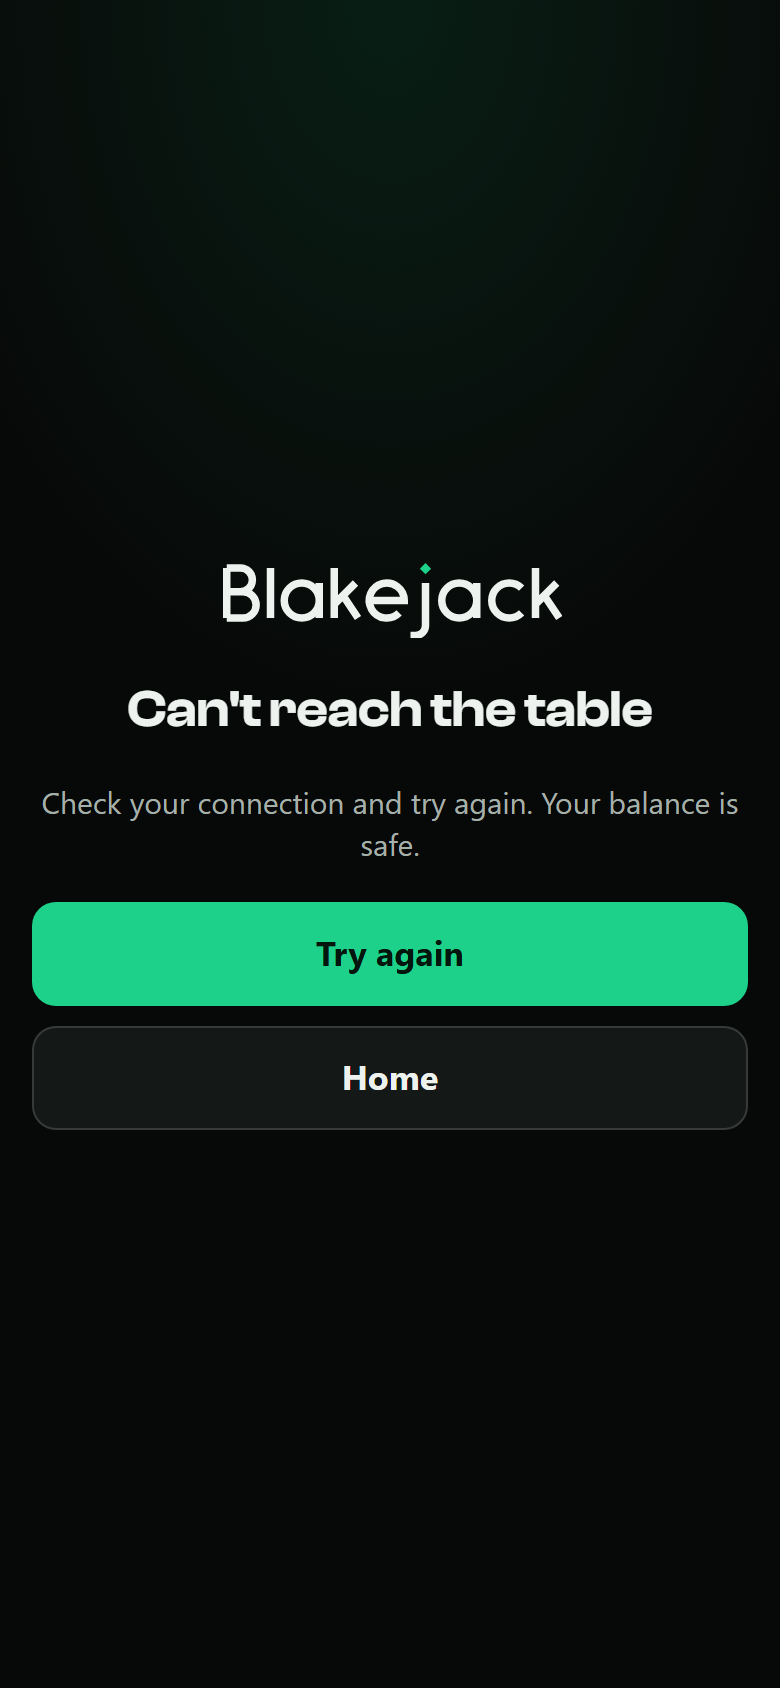 Blakejack
Can't reach the table
Check your connection and try again. Your balance is
safe.
Try again
Home